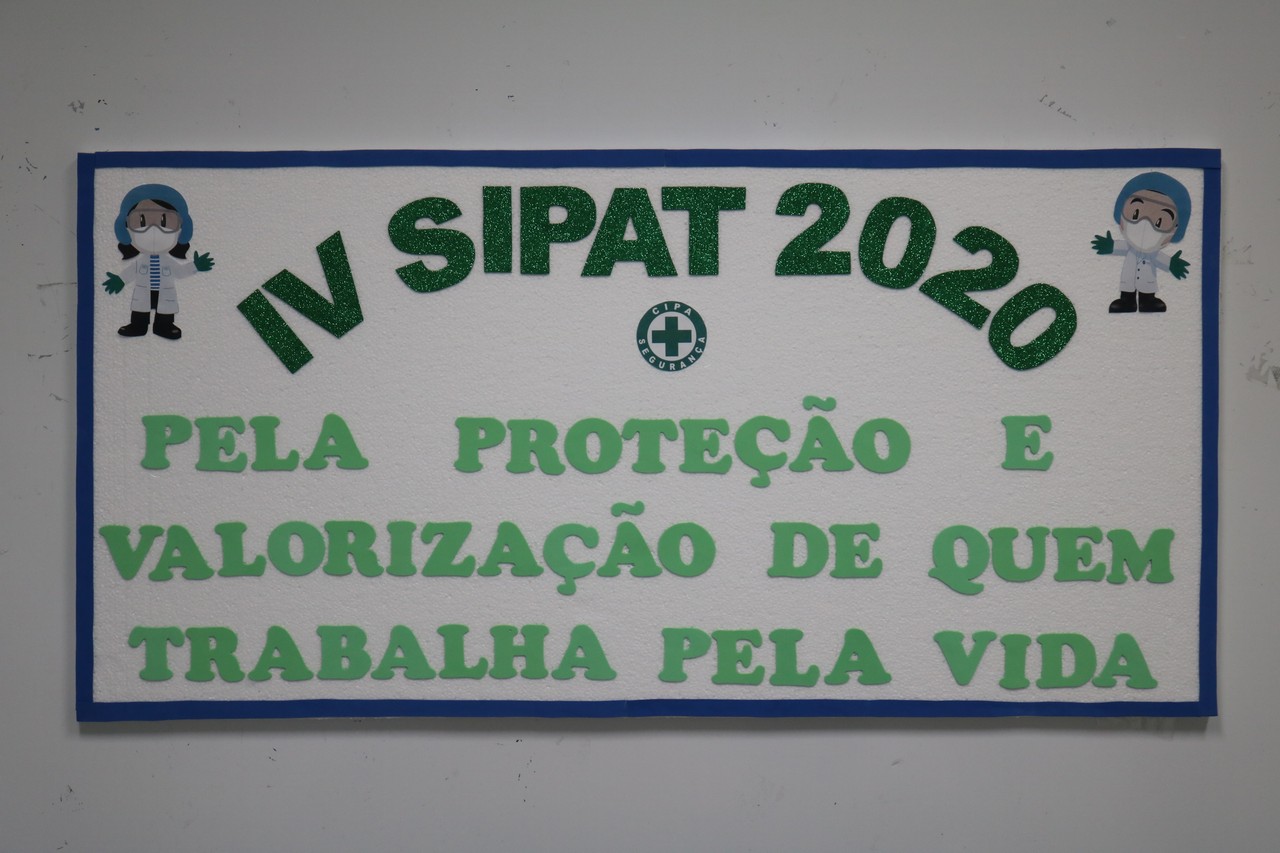 IV SIPAT 2020
CIPA
SEGURANÇA
PELA PROTEÇÃO E
VALORIZAÇÃO DE QUEM
TRABALHA PELA VIDA